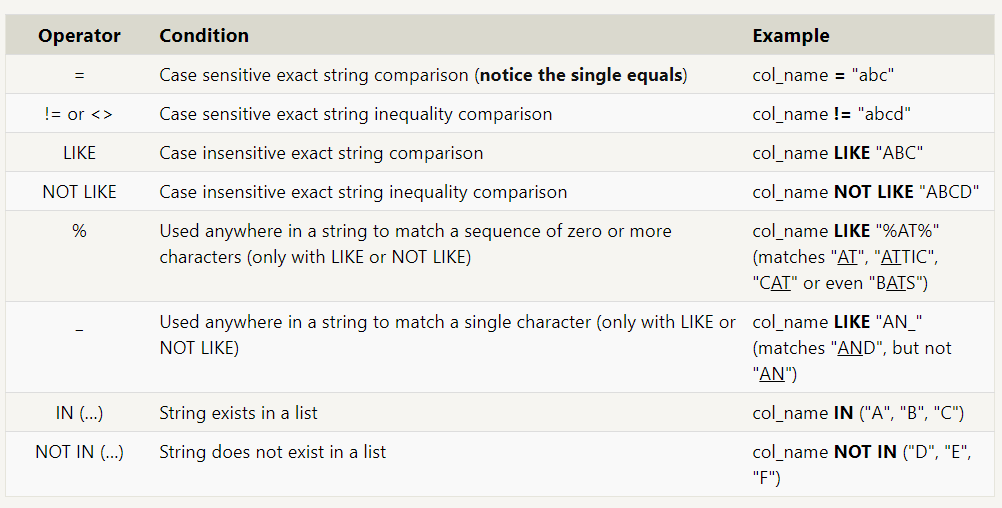 Operator Condition Example
= Case sensitive exact string comparison (notice the single equals) col_name = "abc"
!= or <> Case sensitive exact string inequality comparison col_name != "abcd"
LIKE Case insensitive exact string comparison col_name LIKE "ABC"
NOT LIKE Case insensitive exact string inequality comparison col_name NOT LIKE "ABCD"
% Used anywhere in a string to match a sequence of zero or more col_name LIKE "%AT%"
characters (only with LIKE or NOT LIKE) (matches "AT", "ATTIC",
"CAT" or even "BATS")
_ Used anywhere in a string to match a single character (only with LIKE or col_name LIKE "AN_"
NOT LIKE) (matches "AND", but not
"AN")
IN (…) String exists in a list col_name IN ("A", "B", "C")
NOT IN (…) String does not exist in a list col_name NOT IN ("D", "E",
"F")